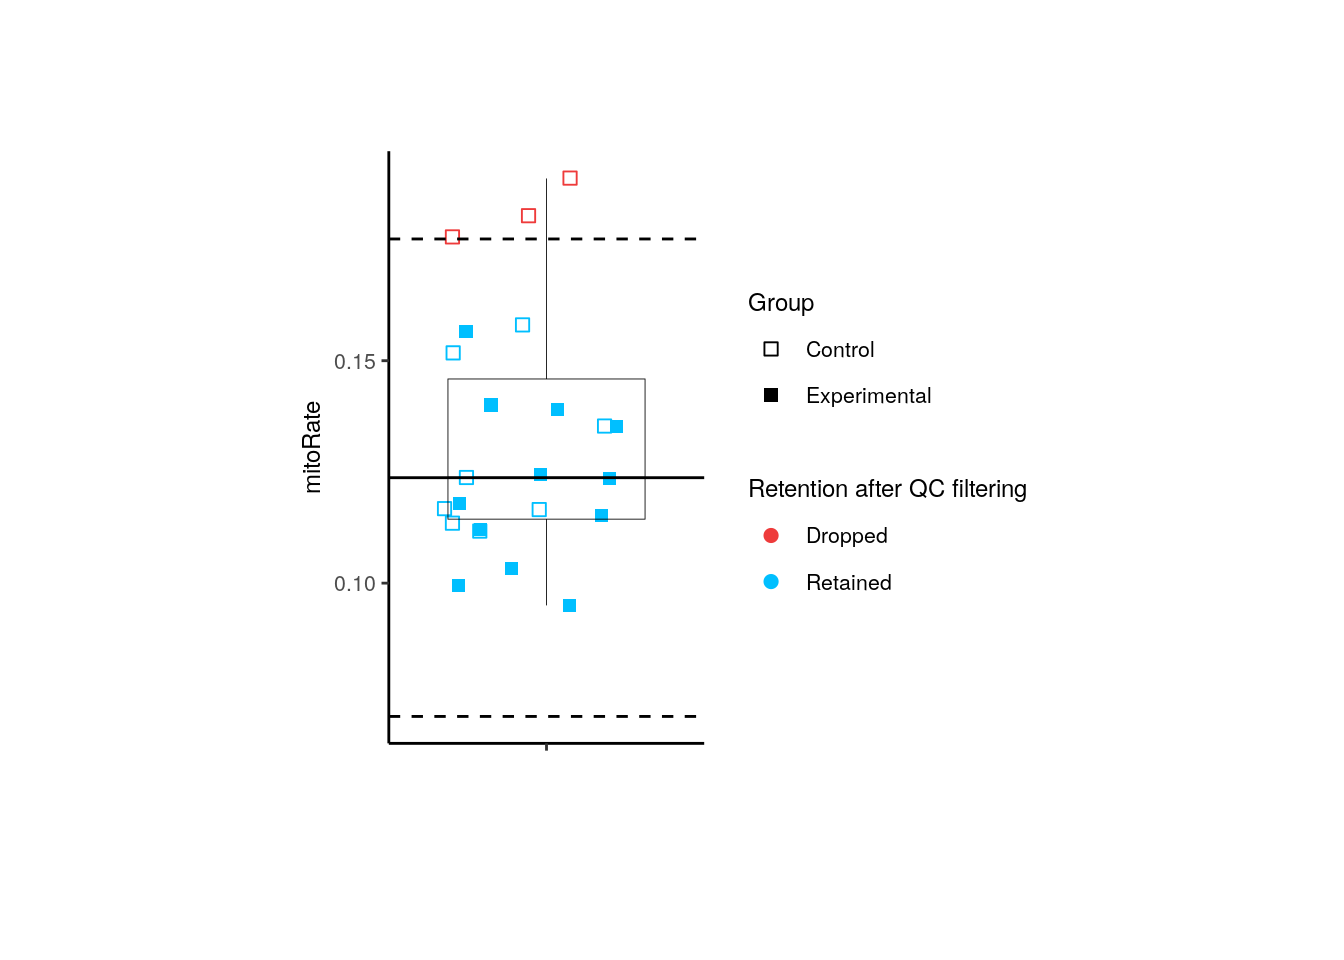 mitoRate
0.15
0.10
Group
Control
Experimental
Retention after QC filtering
Dropped
Retained